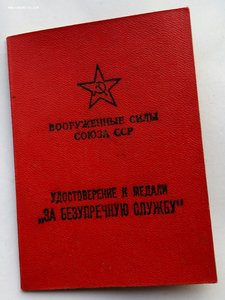 ВООРУЖЕННЫЕ СИЛЫ
СОЮЗА ССР
УДОСТОВЕРЕНИЕ К МЕДАЛИ
„ЗА БЕЗУПРЕЧНУЮ СЛУЖБУ"